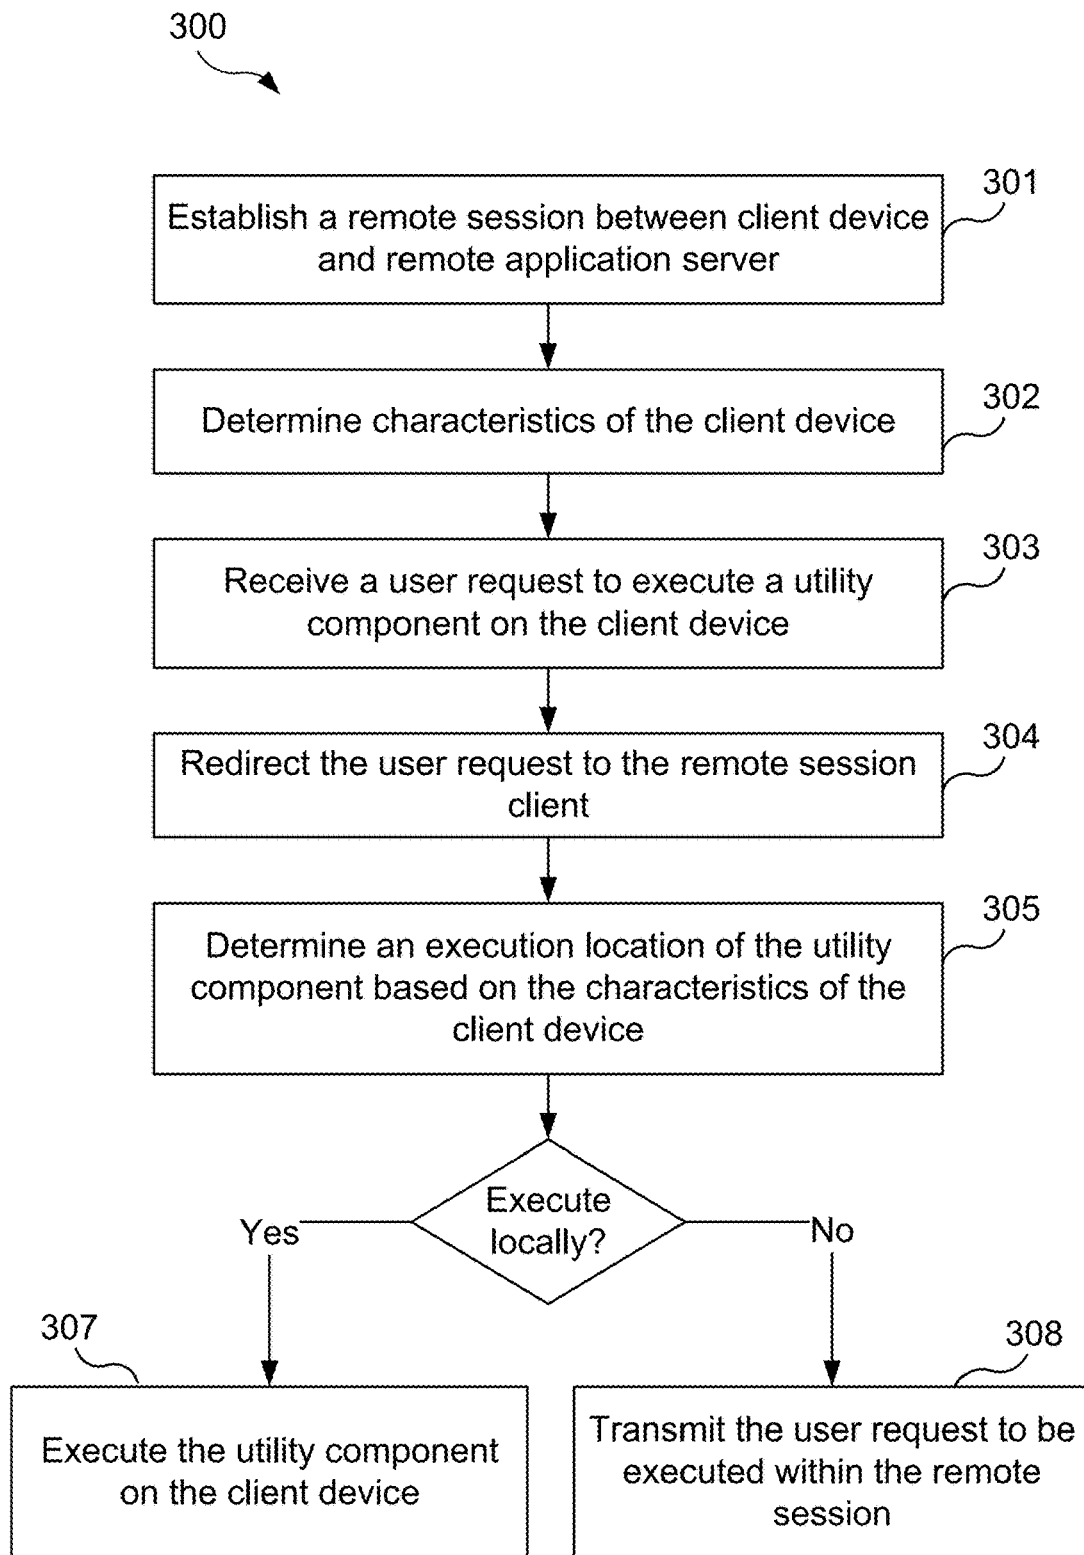 300
301
Establish a remote session between client device
and remote application server
302
Determine characteristics of the client device
303
Receive a user request to execute a utility
component on the client device
304
Redirect the user request to the remote session
client
305
Determine an execution location of the utility
component based on the characteristics of the
client device
Execute
locally?
Yes
No
307
Execute the utility component
on the client device
308
Transmit the user request to be
executed within the remote
session